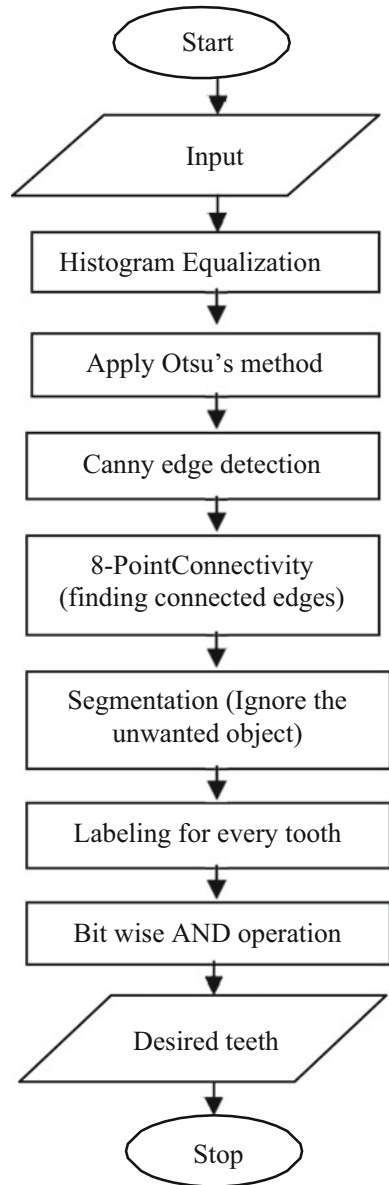 Start
Input
Histogram Equalization
Apply Otsu’s method
Canny edge detection
8-PointConnectivity
(finding connected edges)
Segmentation (Ignore the
unwanted object)
Labeling for every tooth
Bit wise AND operation
Desired teeth
Stop